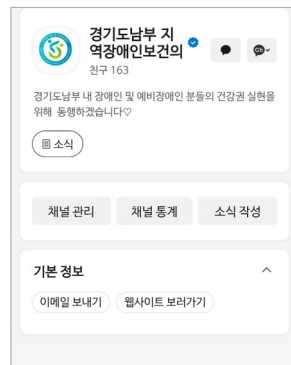 경기도남부 지
역장애인보건의
친구 163
Ch
경기도남부 내 장애인 및 예비장애인 분들의 건강권 실현을
위해 동행하겠습니다♡
소식
채널 관리 채널 통계 소식 작성
기본 정보
이메일 보내기 웹사이트 보러가기